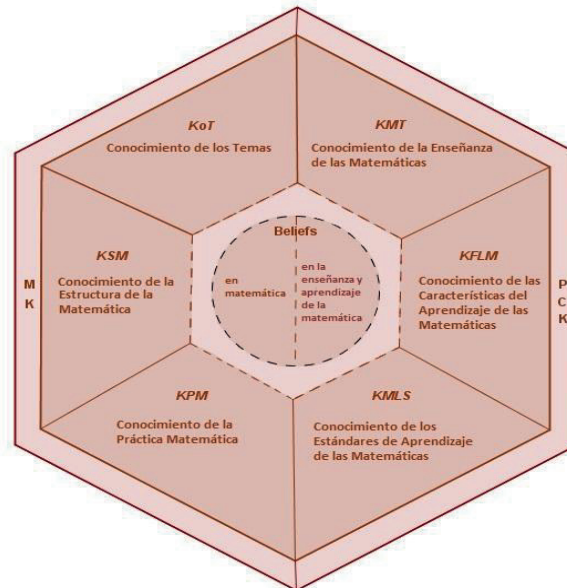 KoT
Conocimiento de los Temas
KMT
Conocimiento de la Enseñanza
de las Matemáticas
Beliefs
en
matemática
en la
enseñanza y
aprendizaje
de la
matemática
KSM
Conocimiento de la
Estructura de la
Matemática
KFLM
Conocimiento de las
Características del
Aprendizaje de las
Matemáticas
M
K
P
C
K
KPM
Conocimiento de la
Práctica Matemática
KMLS
Conocimiento de los
Estándares de Aprendizaje
de las Matemáticas